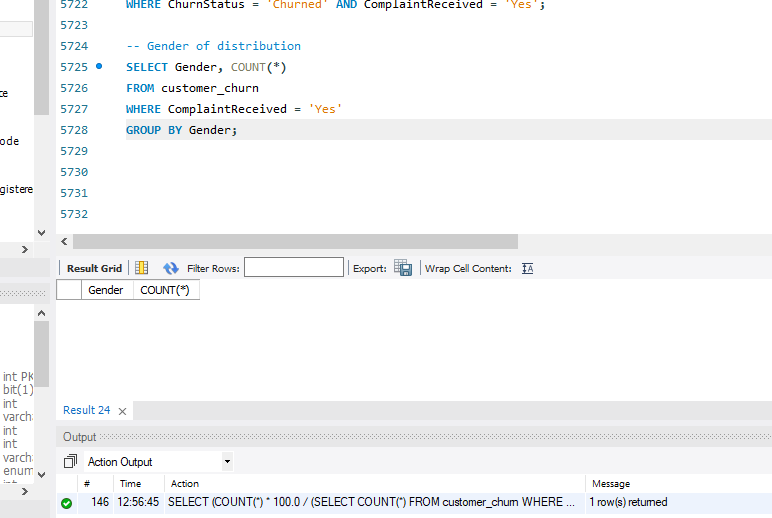 5722 WHERE ChurnStatus = 'Churned' AND ComplaintReceived = 'Yes';
5723
5724 -- Gender of distribution
5725 SELECT Gender, COUNT(*)
5726 FROM customer_churn
5727 WHERE ComplaintReceived = 'Yes'
5728 GROUP BY Gender;
5729
5730
5731
5732
ce
ode
gistere
Result Grid Filter Rows: Export: Wrap Cell Content: IA
Gender COUNT(*)
int PK
bit(1)
int
varcha
int
int
varcha
enum
int
Result 24
Output
Action Output
# Time Action Message
146 12:56:45 SELECT (COUNT(*) * 100.0 / (SELECT COUNT(*) FROM customer_churn WHERE ... 1 row(s) returned